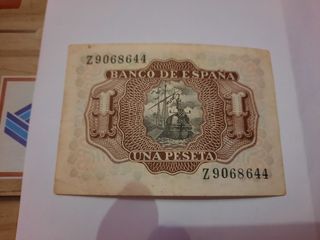 Z9068644
BANCO DE ESPAÑA
1 1
UNA PESETA
Z9068644